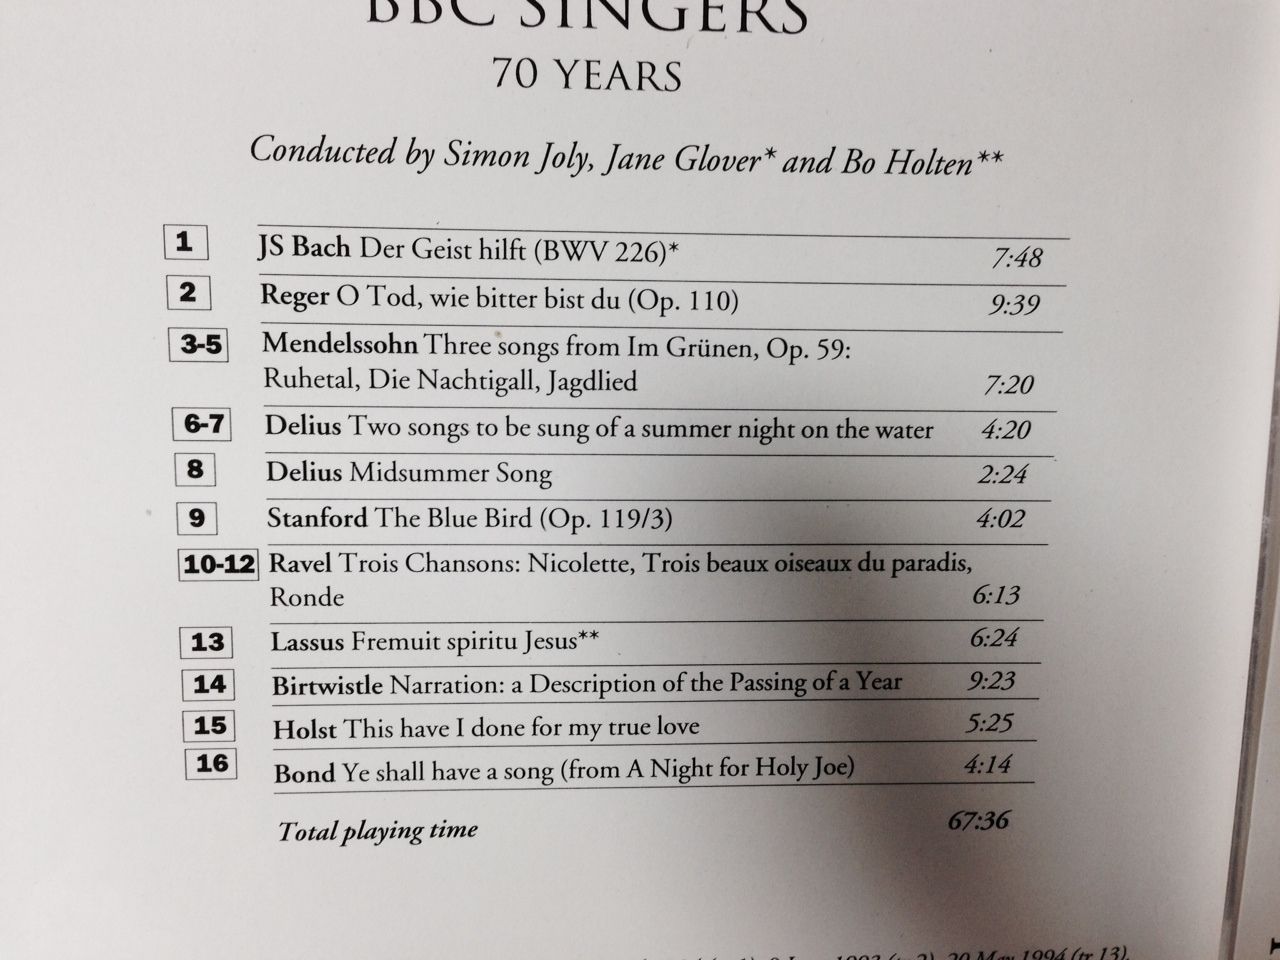 BBC SINGERS
70 YEARS
Conducted by Simon Joly, Jane Glover* and Bo Holten**
1 JS Bach Der Geist hilft (BWV 226)* 7:48
2 Reger O Tod, wie bitter bist du (Op. 110) 9:39
3-5 Mendelssohn Three songs from Im Grünen, Op. 59:
Ruhetal, Die Nachtigall, Jagdlied 7:20
6-7 Delius Two songs to be sung of a summer night on the water 4:20
8 Delius Midsummer Song 2:24
9 Stanford The Blue Bird (Op. 119/3) 4:02
10-12 Ravel Trois Chansons: Nicolette, Trois beaux oiseaux du paradis,
Ronde 6:13
13 Lassus Fremuit spiritu Jesus** 6:24
14 Birtwistle Narration: a Description of the Passing of a Year 9:23
15 Holst This have I done for my true love 5:25
16 Bond Ye shall have a song (from A Night for Holy Joe) 4:14
Total playing time 67:36
20 May 1994 (tr 13),